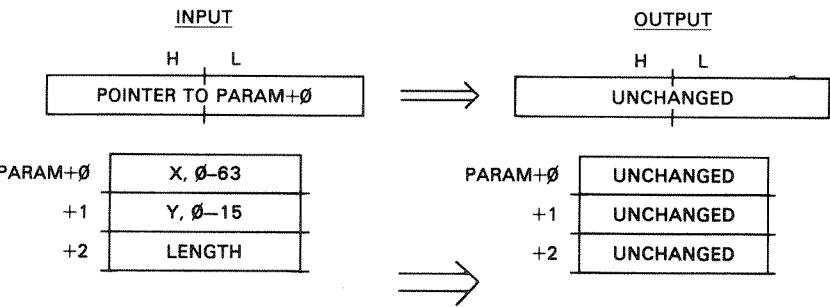 INPUT
OUTPUT
H L
H L
POINTER TO PARAM+Ø
UNCHANGED
PARAM+Ø X, Ø–63
PARAM+Ø UNCHANGED
+1 Y, Ø–15
+1 UNCHANGED
+2 LENGTH
+2 UNCHANGED